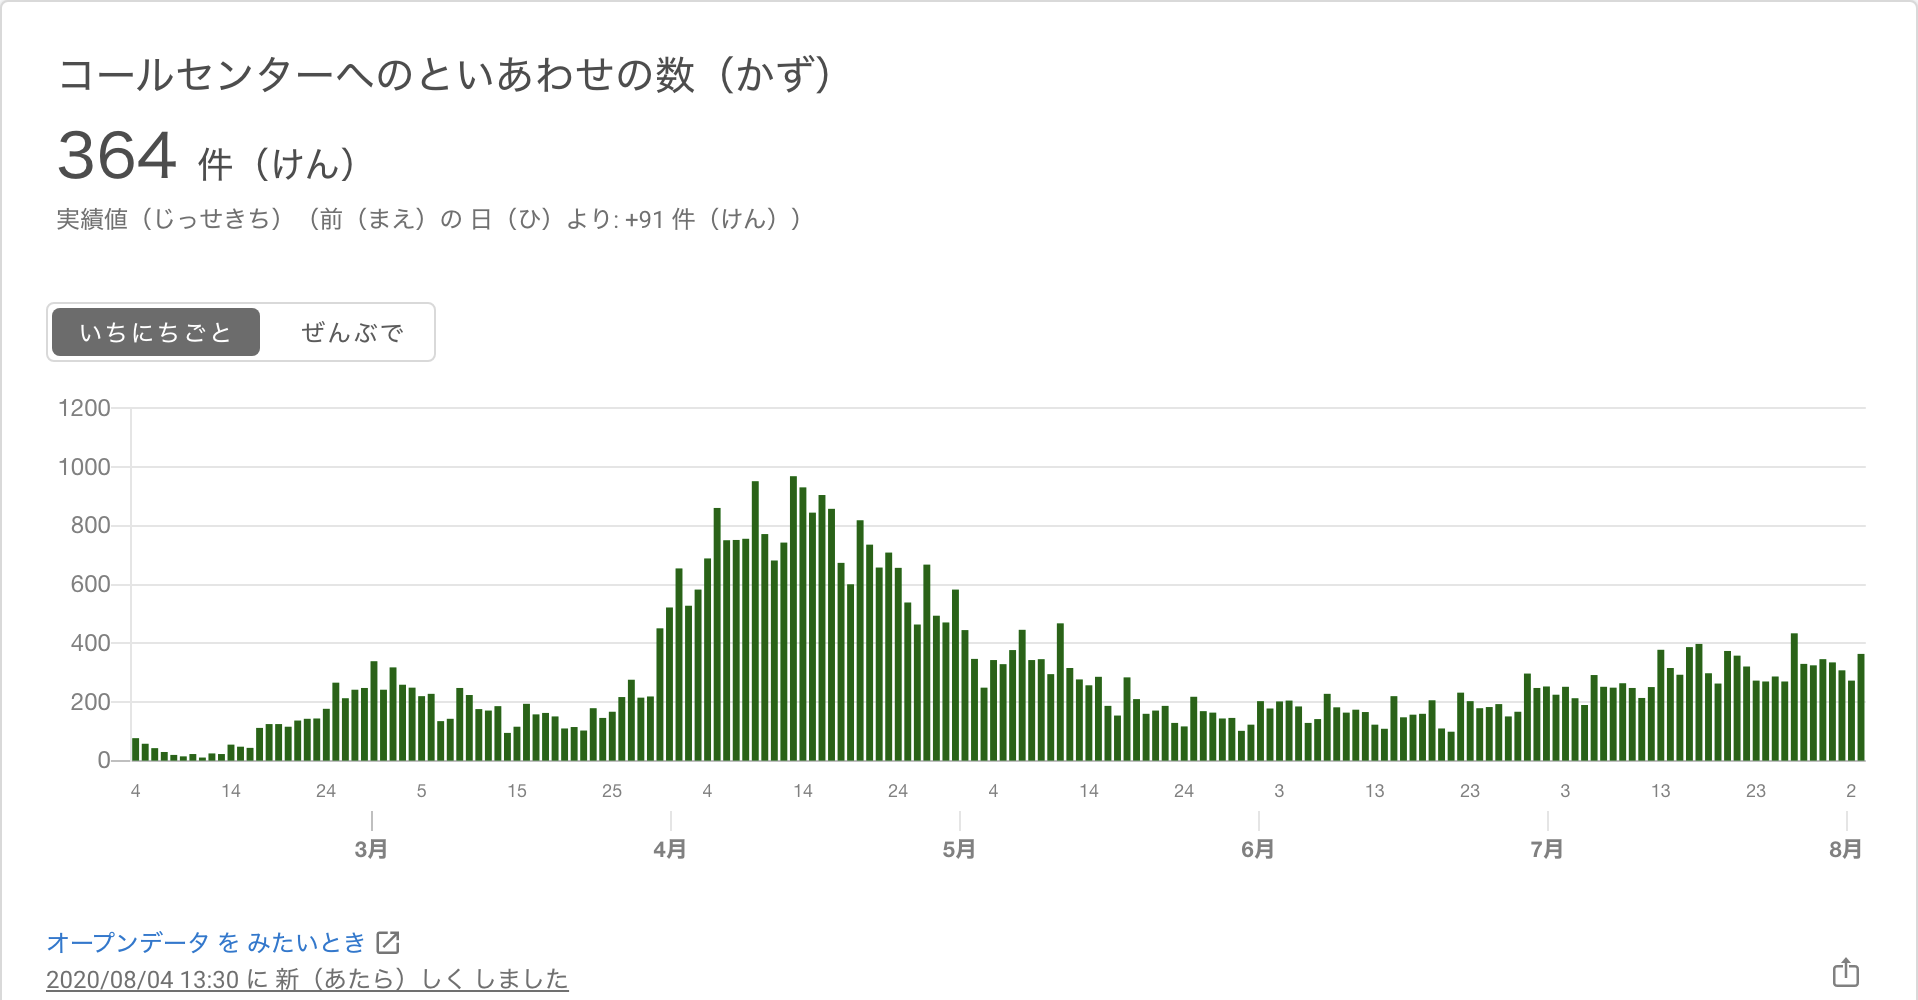 コールセンターへのといあわせの数（かず）
364 件（けん）
実績値（じっせきち）（前（まえ）の 日（ひ）より: +91 件（けん））
いちにちごと ぜんぶで
1200
1000
800
600
400
200
0
4 14 24 5 15 25 4 14 24 4 14 24 3 13 23 3 13 23 2
3月 4月 5月 6月 7月 8月
オープンデータ を みたいとき
2020/08/04 13:30 に 新（あたら）しく しました